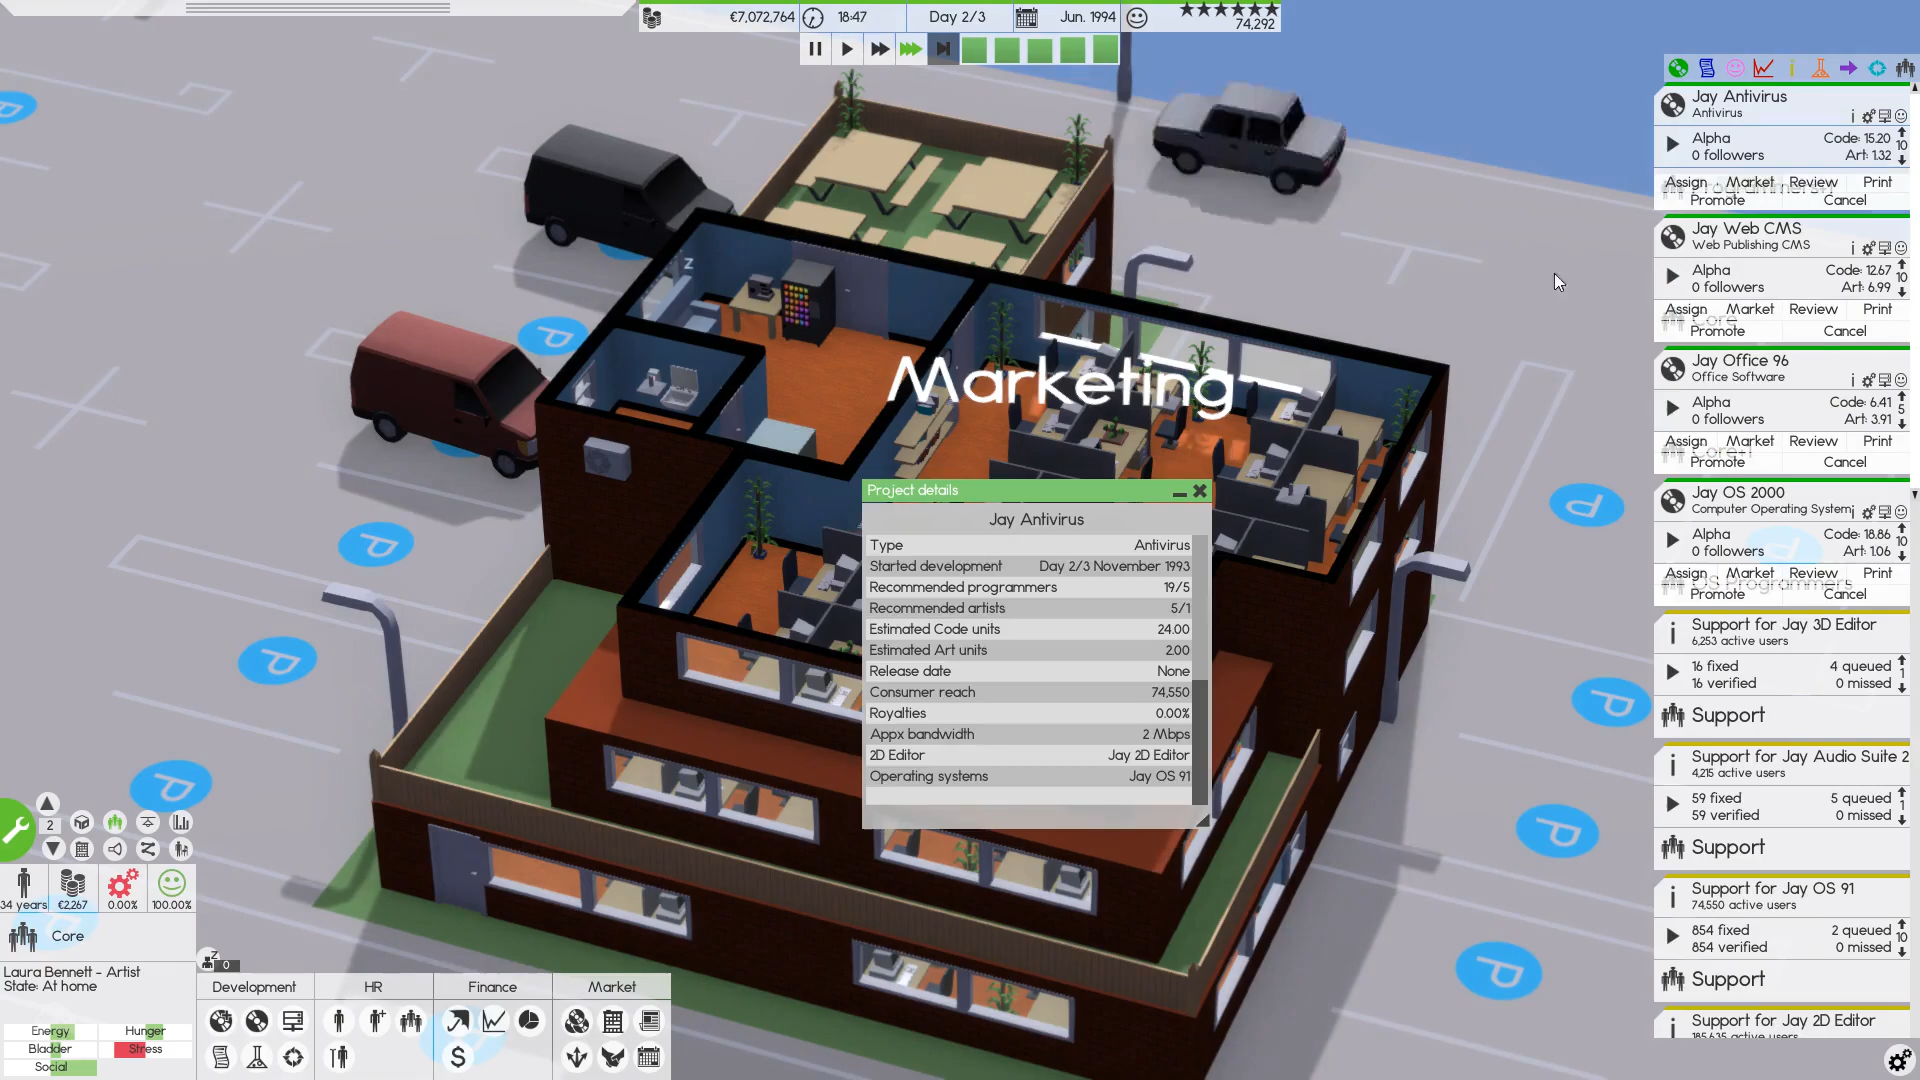 €7,072,764
18:47
Day 2/3
Jun. 1994
74,292
Jay Antivirus
Antivirus
Alpha
Code: 15.20
10
0 followers
Art: 1.32
Assign Market Review Print
Promote Cancel
Jay Web CMS
Web Publishing CMS
Alpha
Code: 12.67
10
0 followers
Art: 6.99
Assign Market Review Print
Core
Promote Cancel
Jay Office 96
Office Software
Alpha
Code: 6.41
5
0 followers
Art: 3.91
Assign Market Review Print
Promote Cancel
Jay OS 2000
Computer Operating System
Alpha
Code: 18.86
10
0 followers
Art: 1.06
Assign Market Review Print
OS Programmers
Promote Cancel
Support for Jay 3D Editor
6,253 active users
16 fixed
4 queued
1
16 verified
0 missed
Support
Support for Jay Audio Suite 2
4,215 active users
59 fixed
5 queued
1
59 verified
0 missed
Support
Support for Jay OS 91
74,550 active users
854 fixed
2 queued
10
854 verified
0 missed
Support
Support for Jay 2D Editor
Marketing
Z
P
P
P
P
P
P
P
P
P
P
Project details
Jay Antivirus
Type Antivirus
Started development Day 2/3 November 1993
Recommended programmers 19/5
Recommended artists 5/1
Estimated Code units 24.00
Estimated Art units 2.00
Release date None
Consumer reach 74,550
Royalties 0.00%
Appx bandwidth 2 Mbps
2D Editor Jay 2D Editor
Operating systems Jay OS 91
2
34 years
€2,267
0.00%
100.00%
Core
Laura Bennett - Artist
State: At home
Energy Hunger
Bladder Stress
Social
Z
0
Development HR Finance Market